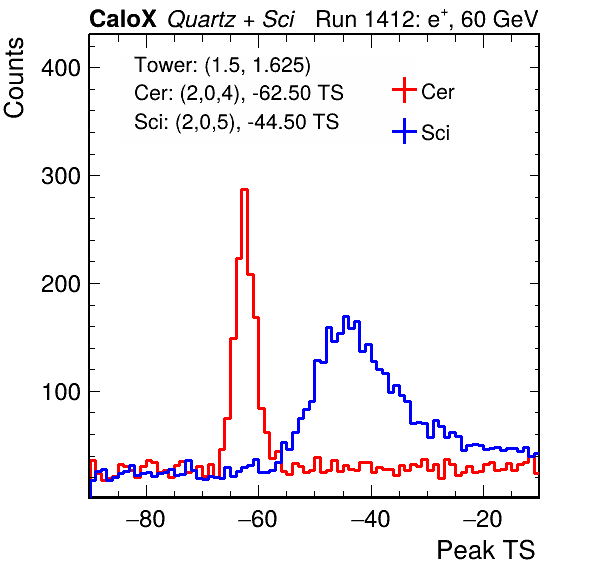 CaloX Quartz + Sci Run 1412: e⁺, 60 GeV
Tower: (1.5, 1.625)
Cer: (2,0,4), -62.50 TS
Sci: (2,0,5), -44.50 TS
Cer
Sci
Counts
400
300
200
100
−80 −60 −40 −20
Peak TS